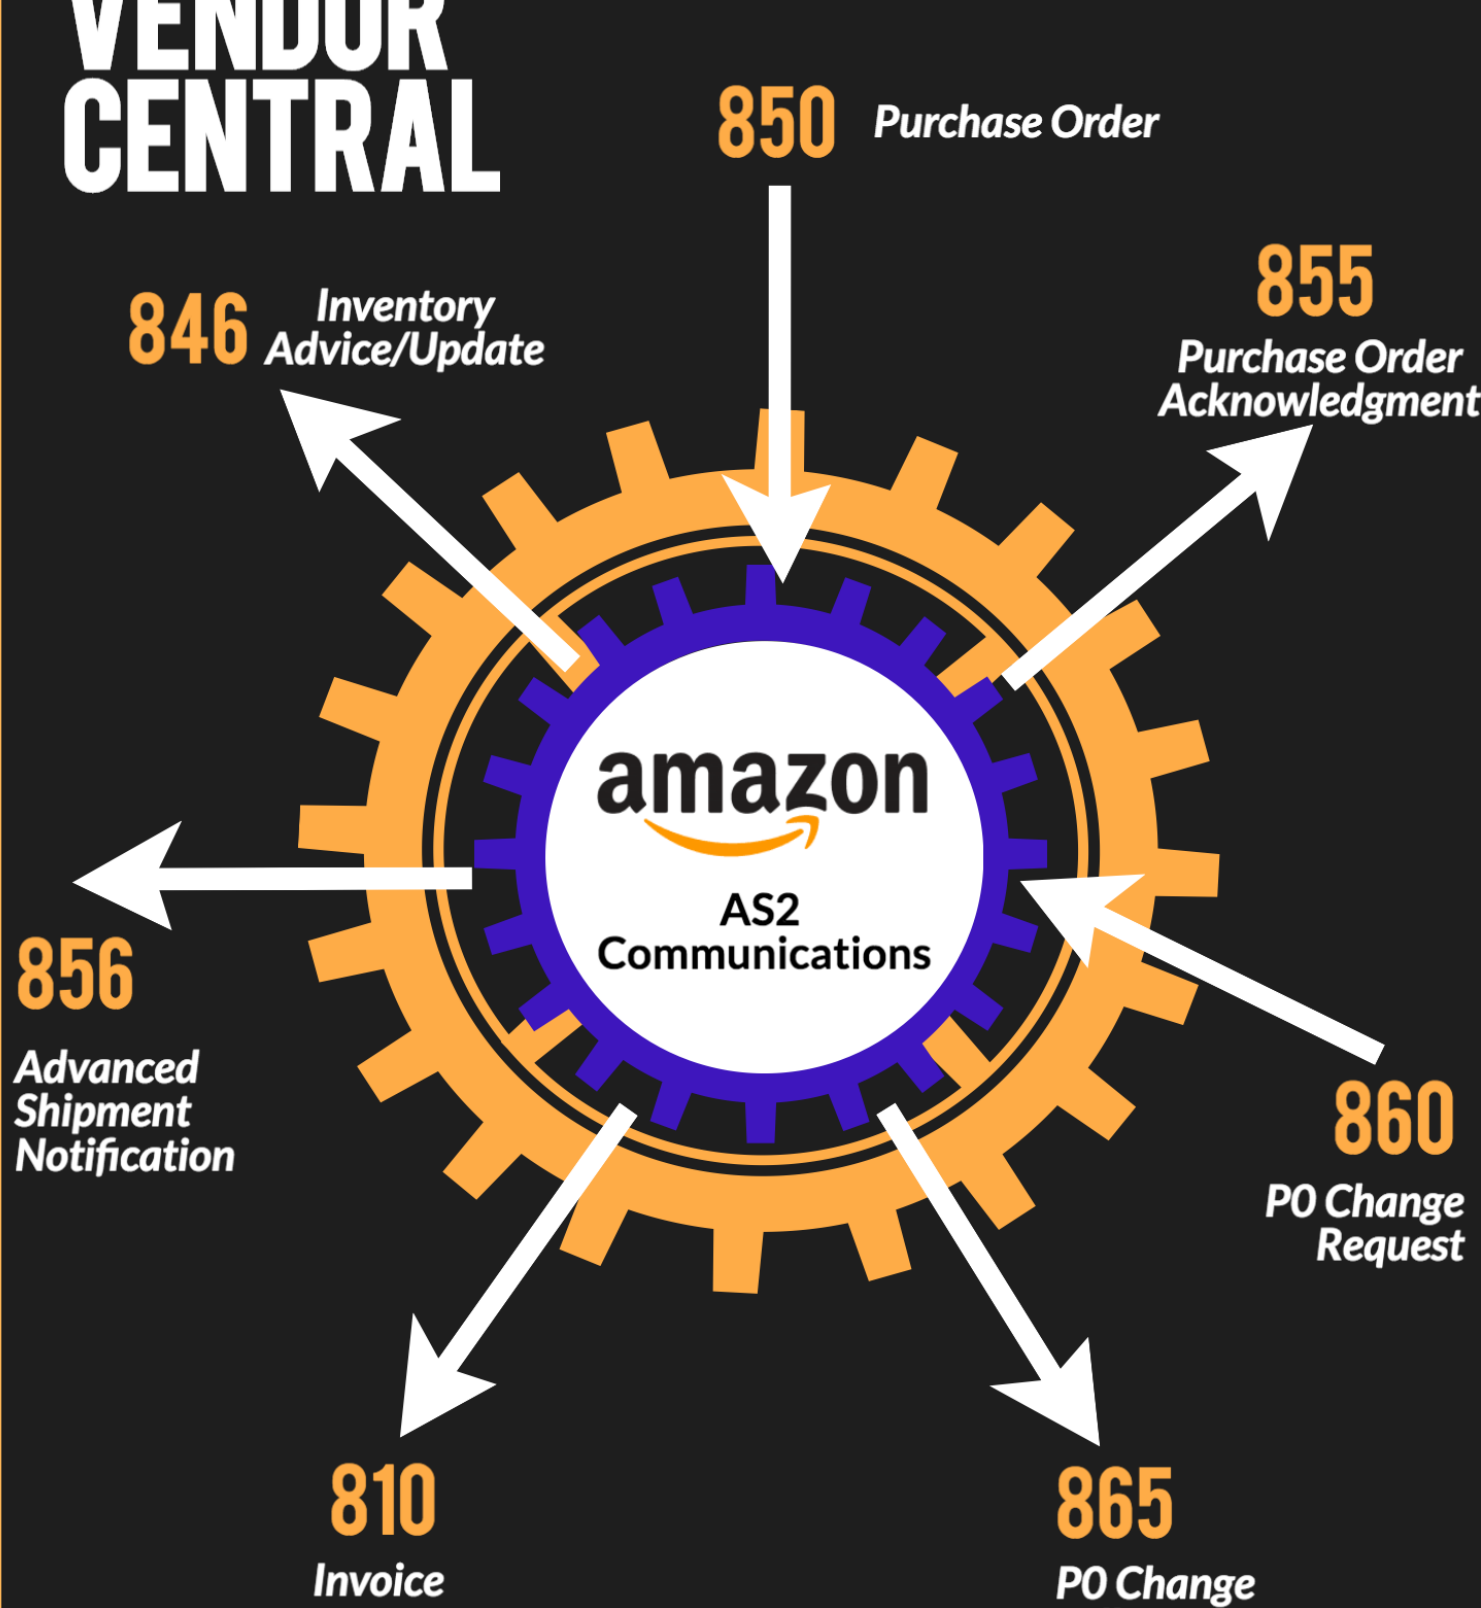 VENDOR
CENTRAL
850 Purchase Order
855
Purchase Order
Acknowledgment
846 Inventory
Advice/Update
amazon
AS2
Communications
856
Advanced
Shipment
Notification
860
PO Change
Request
810
Invoice
865
PO Change